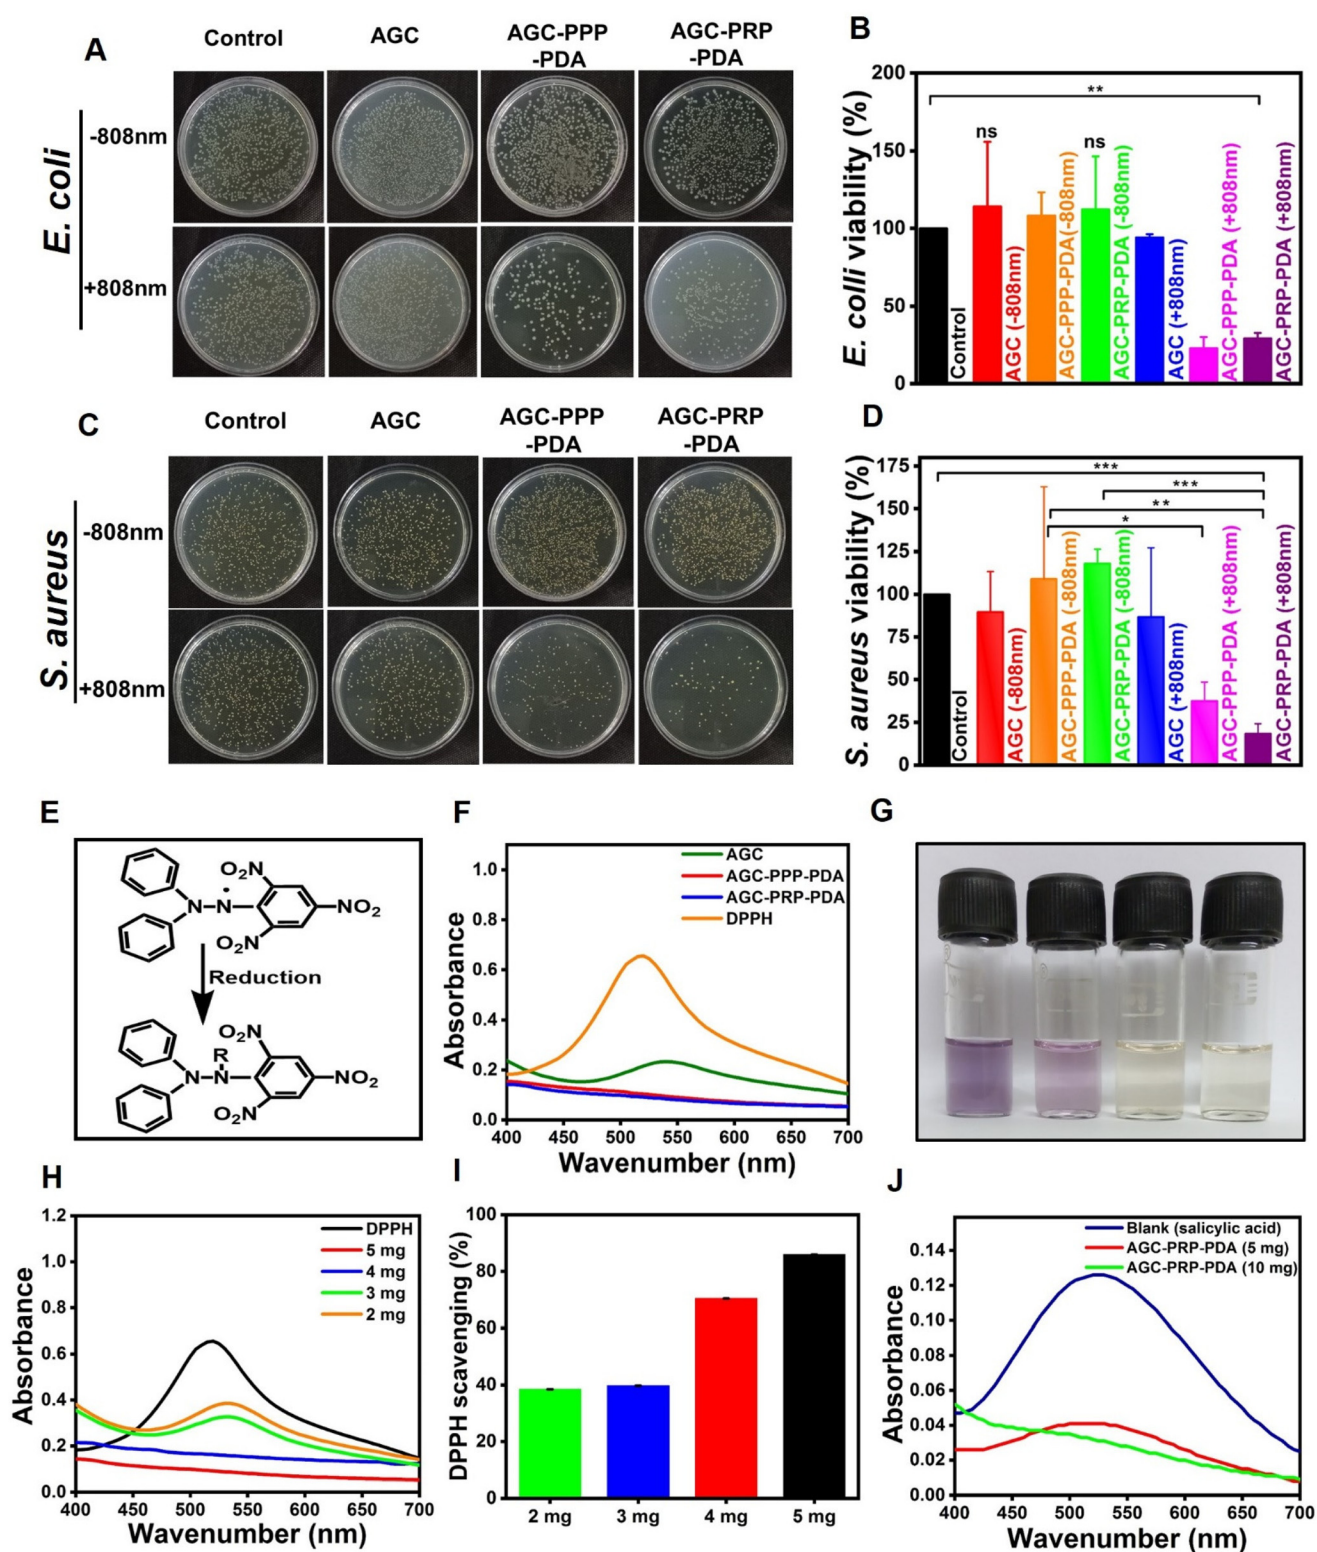 A
Control
AGC
AGC-PPP
-PDA
AGC-PRP
-PDA
E. coli
-808nm
+808nm
B
E. colii viability (%)
200
150
100
50
0
**
ns
ns
Control
AGC (-808nm)
AGC-PPP-PDA(-808nm)
AGC-PRP-PDA (-808nm)
AGC (+808nm)
AGC-PPP-PDA (+808nm)
AGC-PRP-PDA (+808nm)
C
Control
AGC
AGC-PPP
-PDA
AGC-PRP
-PDA
S. aureus
-808nm
+808nm
D
S. aureus viability (%)
175
150
125
100
75
50
25
0
***
***
**
*
Control
AGC (-808nm)
AGC-PPP-PDA (-808nm)
AGC-PRP-PDA (-808nm)
AGC (+808nm)
AGC-PPP-PDA (+808nm)
AGC-PRP-PDA (+808nm)
E
O₂N
N
N
NO₂
O₂N
Reduction
O₂N
R
N
N
NO₂
O₂N
F
Absorbance
1.0
0.8
0.6
0.4
0.2
0.0
AGC
AGC-PPP-PDA
AGC-PRP-PDA
DPPH
400 450 500 550 600 650 700
Wavenumber (nm)
G
H
Absorbance
1.2
1.0
0.8
0.6
0.4
0.2
0.0
DPPH
5 mg
4 mg
3 mg
2 mg
400 450 500 550 600 650 700
Wavenumber (nm)
I
DPPH scavenging (%)
100
80
60
40
20
0
2 mg 3 mg 4 mg 5 mg
J
Absorbance
0.14
0.12
0.10
0.08
0.06
0.04
0.02
0.00
Blank (salicylic acid)
AGC-PRP-PDA (5 mg)
AGC-PRP-PDA (10 mg)
400 450 500 550 600 650 700
Wavenumber (nm)